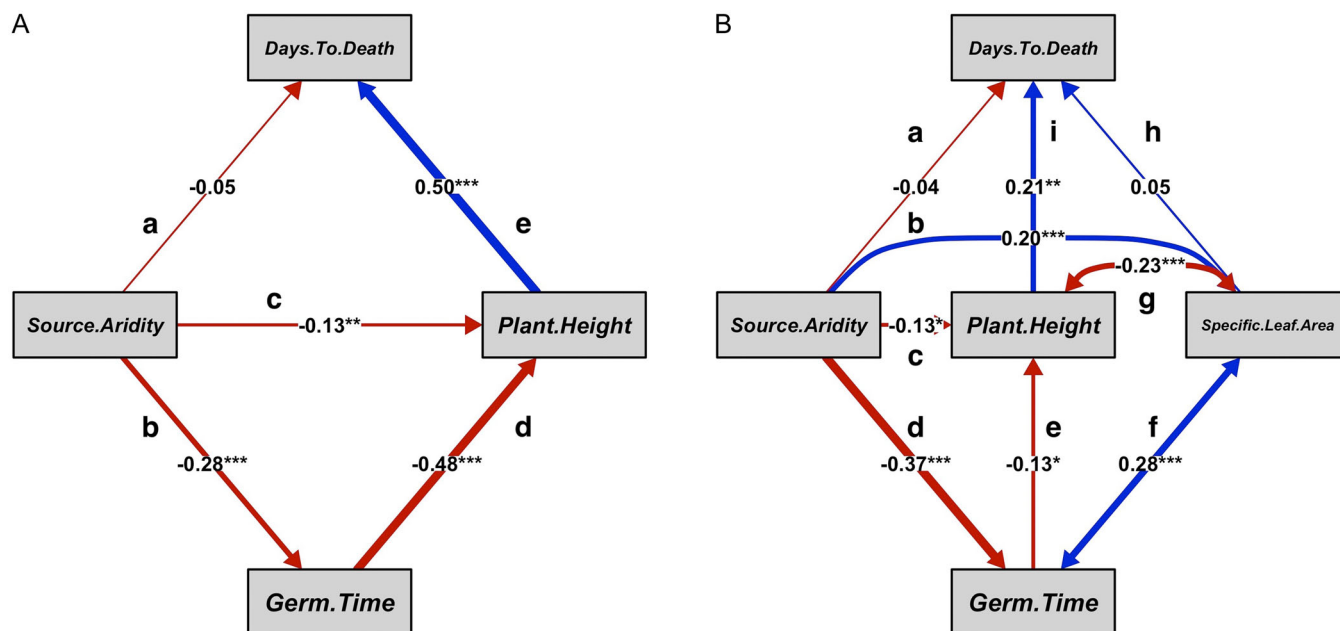 A
Days.To.Death
-0.05
0.50***
a
e
c
Source.Aridity
-0.13**
Plant.Height
b
d
-0.28***
-0.48***
Germ.Time
B
Days.To.Death
a
i
h
-0.04
0.21**
0.05
b
0.20***
-0.23***
g
Source.Aridity
-0.13*
Plant.Height
Specific.Leaf.Area
c
d
e
f
-0.37***
-0.13*
0.28***
Germ.Time